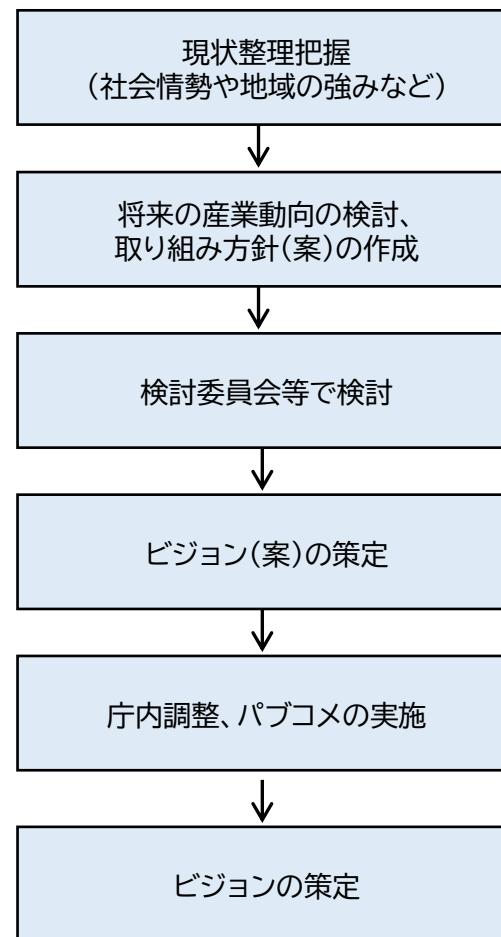 現状整理把握
（社会情勢や地域の強みなど）
将来の産業動向の検討、
取り組み方針（案）の作成
検討委員会等で検討
ビジョン（案）の策定
庁内調整、パブコメの実施
ビジョンの策定